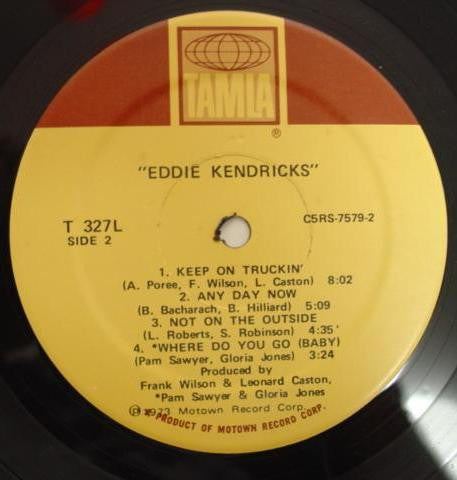 TAMLA
®
"EDDIE KENDRICKS"
T 327L
SIDE 2
C5RS-7579-2
1. KEEP ON TRUCKIN'
(A. Poree, F. Wilson, L. Caston) 8:02
2. ANY DAY NOW
(B. Bacharach, B. Hilliard) 5:09
3. NOT ON THE OUTSIDE
(L. Roberts, S. Robinson) 4:35
4. *WHERE DO YOU GO (BABY)
(Pam Sawyer, Gloria Jones) 3:24
Produced by
Frank Wilson & Leonard Caston,
*Pam Sawyer & Gloria Jones
℗ 1973 Motown Record Corp.
PRODUCT OF MOTOWN RECORD CORP.